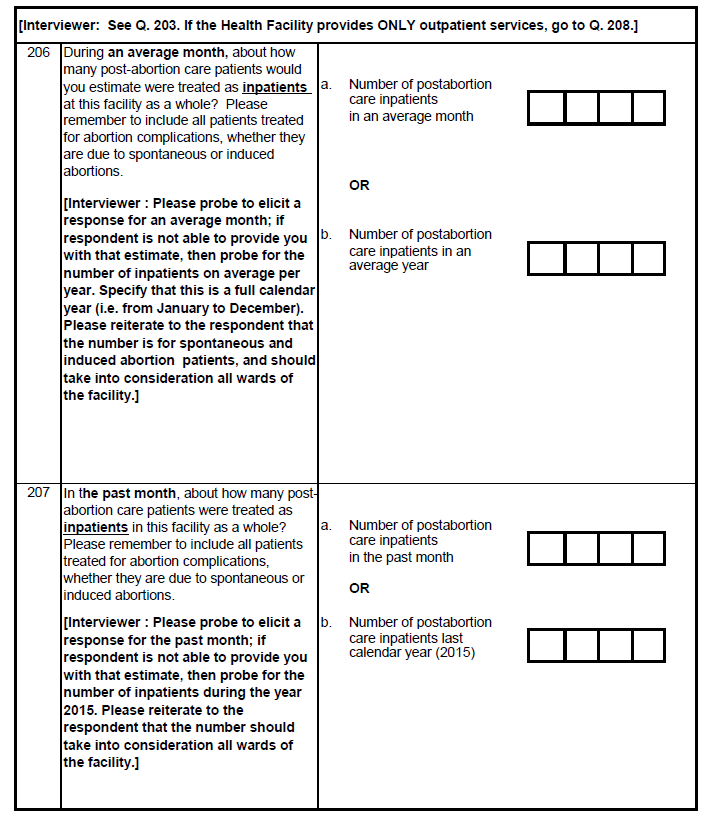 [Interviewer:  See Q. 203. If the Health Facility provides ONLY outpatient services, go to Q. 208.]
206
During an average month, about how
many post-abortion care patients would
you estimate were treated as inpatients
at this facility as a whole?  Please
remember to include all patients treated
for abortion complications, whether they
are due to spontaneous or induced
abortions.
[Interviewer : Please probe to elicit a
response for an average month; if
respondent is not able to provide you
with that estimate, then probe for the
number of inpatients on average per
year. Specify that this is a full calendar
year (i.e. from January to December).
Please reiterate to the respondent that
the number is for spontaneous and
induced abortion  patients, and should
take into consideration all wards of
the facility.]
a. Number of postabortion
care inpatients
in an average month
OR
b. Number of postabortion
care inpatients in an
average year
207
In the past month, about how many post-
abortion care patients were treated as
inpatients in this facility as a whole?
Please remember to include all patients
treated for abortion complications,
whether they are due to spontaneous or
induced abortions.
[Interviewer : Please probe to elicit a
response for the past month; if
respondent is not able to provide you
with that estimate, then probe for the
number of inpatients during the year
2015. Please reiterate to the
respondent that the number should
take into consideration all wards of
the facility.]
a. Number of postabortion
care inpatients
in the past month
OR
b. Number of postabortion
care inpatients last
calendar year (2015)